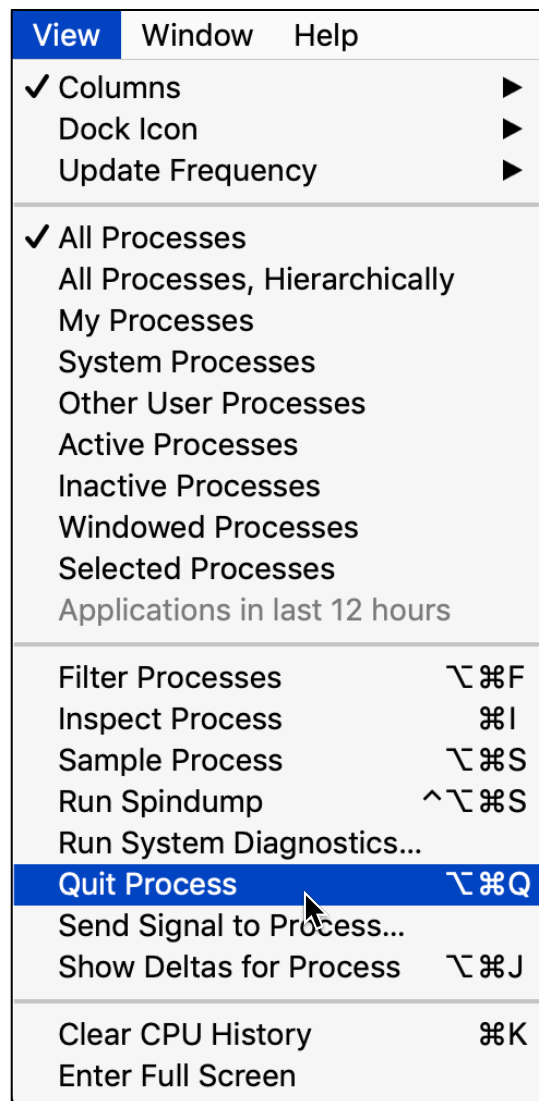 View Window Help
✓ Columns ▶
Dock Icon ▶
Update Frequency ▶
✓ All Processes
All Processes, Hierarchically
My Processes
System Processes
Other User Processes
Active Processes
Inactive Processes
Windowed Processes
Selected Processes
Applications in last 12 hours
Filter Processes ⌥⌘F
Inspect Process ⌘I
Sample Process ⌥⌘S
Run Spindump ^⌥⌘S
Run System Diagnostics...
Quit Process ⌥⌘Q
Send Signal to Process...
Show Deltas for Process ⌥⌘J
Clear CPU History ⌘K
Enter Full Screen